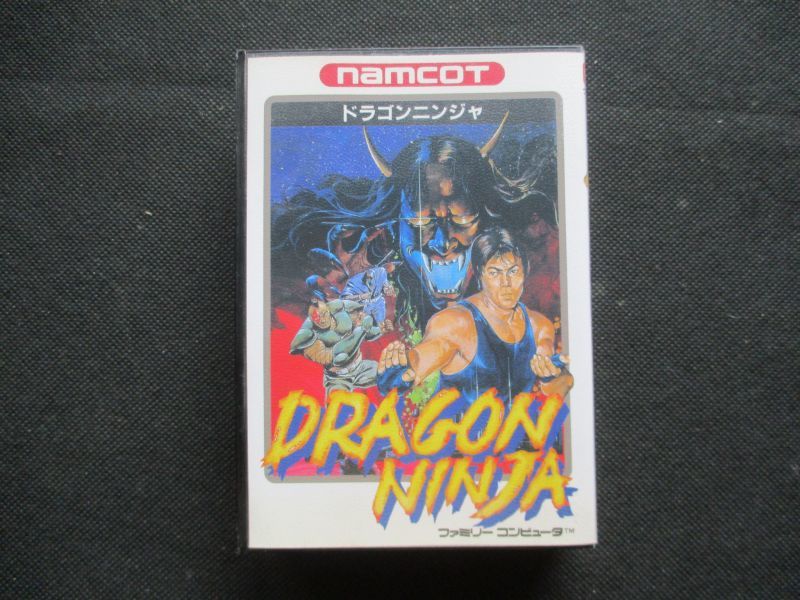 namcot
ドラゴンニンジャ
DRAGON
NINJA
ファミリー コンピュータ™